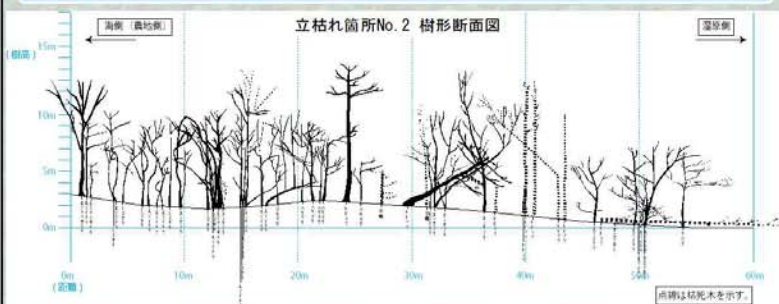 立枯れ箇所No.2 樹形断面図
海側（農地側）
湿原側
(樹高)
15m
10m
5m
0m
0m 10m 20m 30m 40m 50m 60m
(距離)
点線は枯死木を示す。